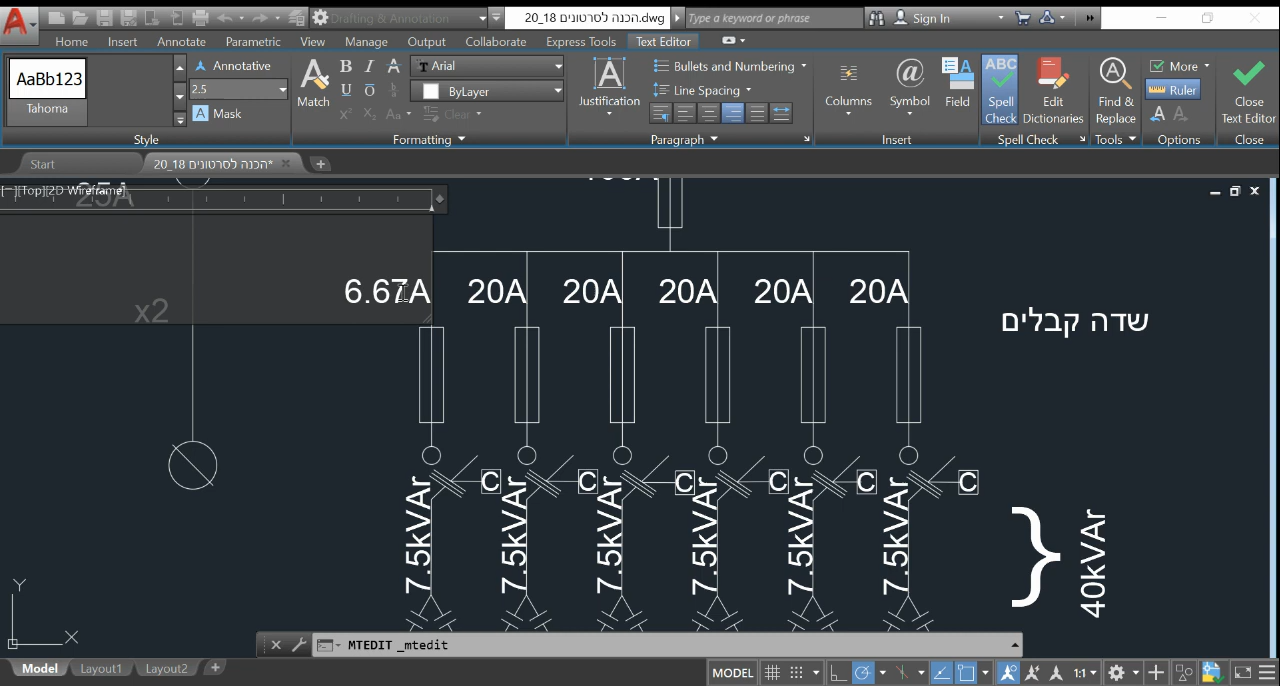 Drafting & Annotation
הכנה לסרטונים 20_18.dwg
Type a keyword or phrase
Sign In
Home Insert Annotate Parametric View Manage Output Collaborate Express Tools Text Editor
AaBb123
Tahoma
Annotative
2.5
Mask
Style
Match
Arial
ByLayer
Clear
Formatting
Justification
Bullets and Numbering
Line Spacing
Paragraph
Columns
Symbol
Field
Insert
ABC
Spell Check
Edit Dictionaries
Spell Check
Find & Replace
Tools
More
Ruler
Options
Close Text Editor
Close
Start
הכנה לסרטונים 20_18*
[−][Top][2D Wireframe]
25A
6.67A 20A 20A 20A 20A 20A
x2
שדה קבלים
C C C C C C
7.5kVAr 7.5kVAr 7.5kVAr 7.5kVAr 7.5kVAr 7.5kVAr
40kVAr
Y
X
MTEDIT _mtedit
Model Layout1 Layout2
MODEL
1:1